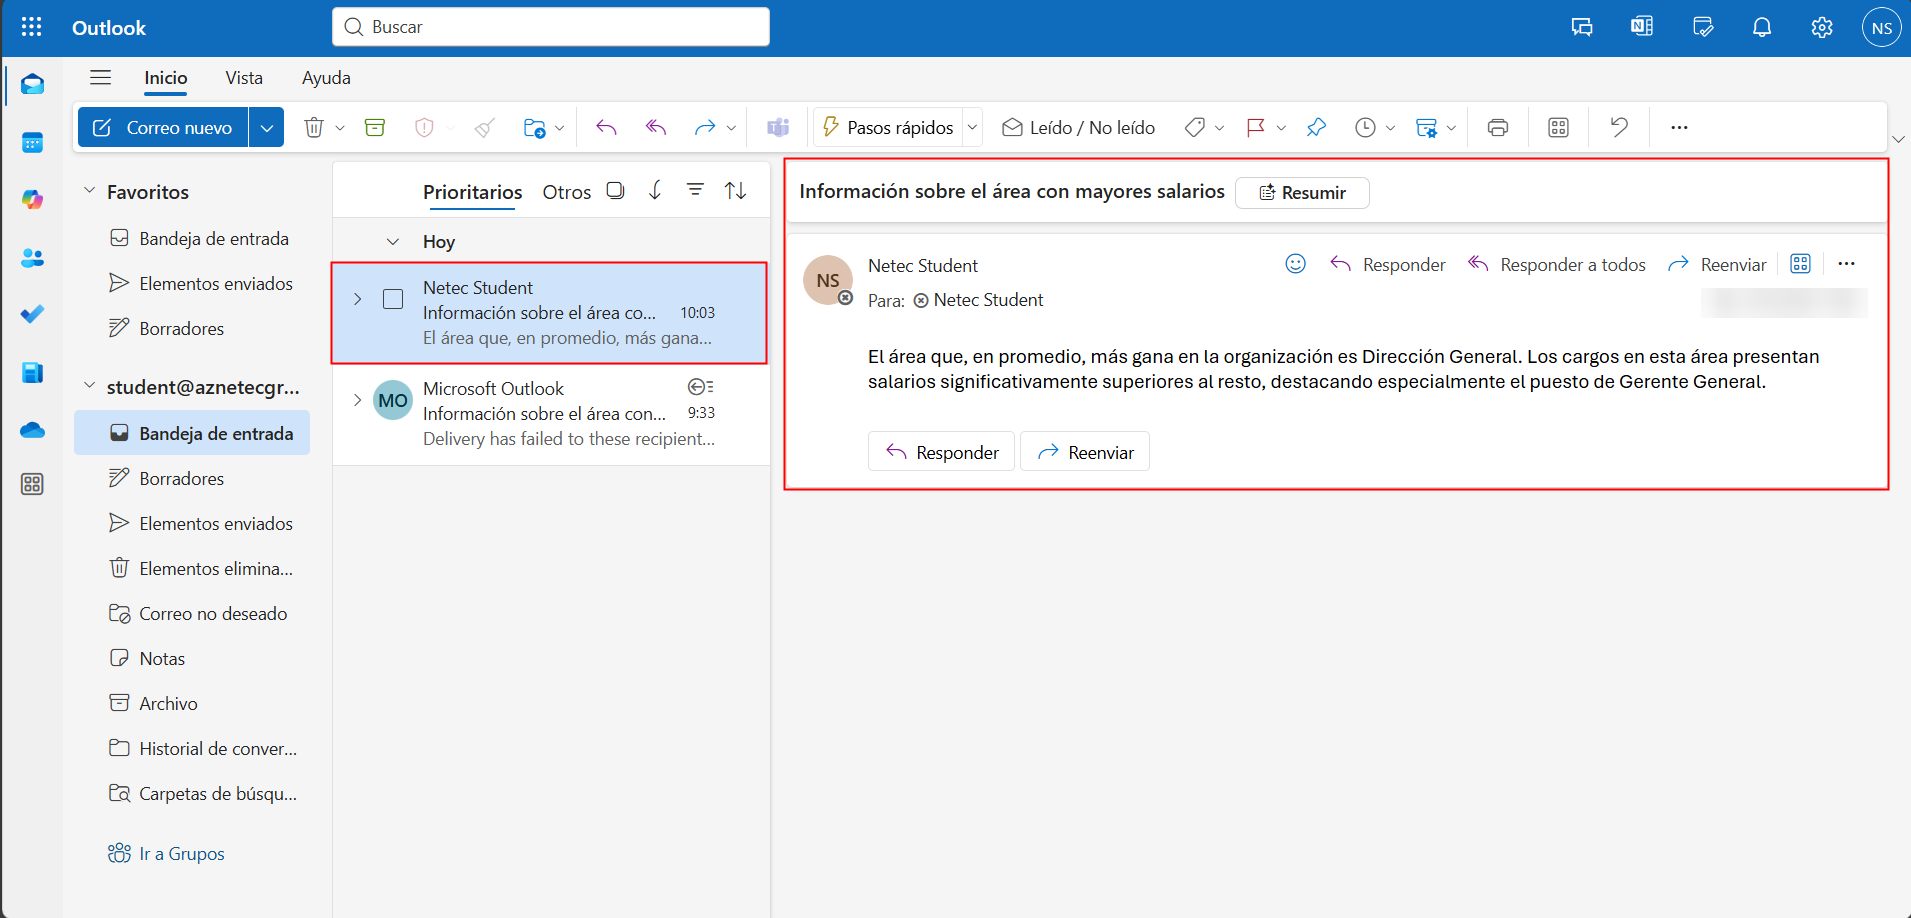 Outlook
Buscar
NS
Inicio Vista Ayuda
Correo nuevo
Pasos rápidos
Leído / No leído
Favoritos
Bandeja de entrada
Elementos enviados
Borradores
student@aznetecgr...
Bandeja de entrada
Borradores
Elementos enviados
Elementos elimina...
Correo no deseado
Notas
Archivo
Historial de conver...
Carpetas de búsqu...
Ir a Grupos
Prioritarios Otros
Hoy
Netec Student
Información sobre el área co... 10:03
El área que, en promedio, más gana...
MO
Microsoft Outlook
Información sobre el área con... 9:33
Delivery has failed to these recipient...
Información sobre el área con mayores salarios
Resumir
NS
Netec Student
Responder Responder a todos Reenviar
Para: Netec Student
El área que, en promedio, más gana en la organización es Dirección General. Los cargos en esta área presentan
salarios significativamente superiores al resto, destacando especialmente el puesto de Gerente General.
Responder Reenviar